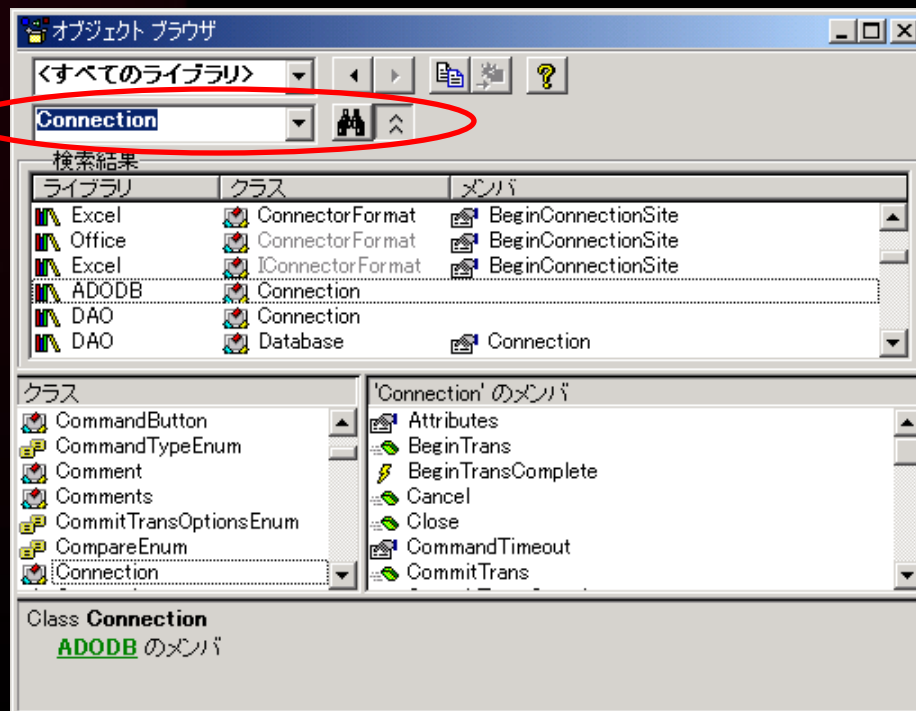 オブジェクト ブラウザ
<すべてのライブラリ>
Connection
検索結果
ライブラリ クラス メンバ
Excel ConnectorFormat BeginConnectionSite
Office ConnectorFormat BeginConnectionSite
Excel IConnectorFormat BeginConnectionSite
ADODB Connection
DAO Connection
DAO Database Connection
クラス
CommandButton
CommandTypeEnum
Comment
Comments
CommitTransOptionsEnum
CompareEnum
Connection
'Connection' のメンバ
Attributes
BeginTrans
BeginTransComplete
Cancel
Close
CommandTimeout
CommitTrans
Class Connection
ADODB のメンバ